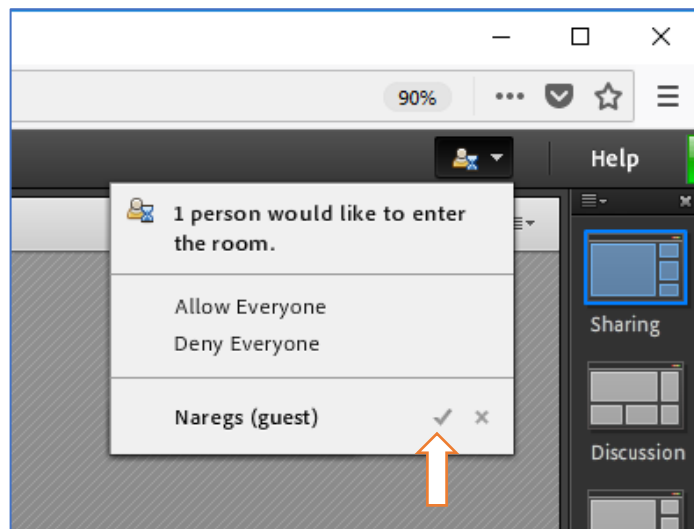 90%
Help
1 person would like to enter
the room.
Allow Everyone
Deny Everyone
Naregs (guest)
Sharing
Discussion